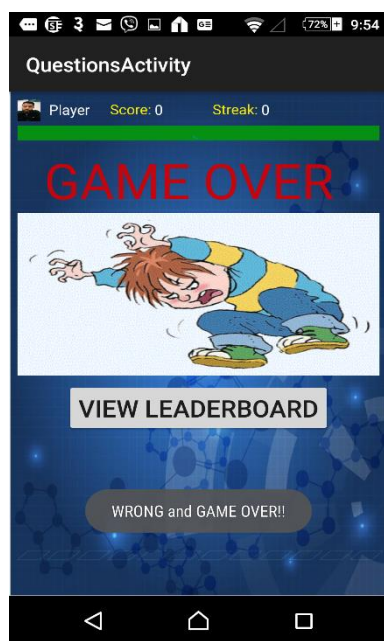 72% 9:54
QuestionsActivity
Player Score: 0 Streak: 0
GAME OVER
VIEW LEADERBOARD
WRONG and GAME OVER!!